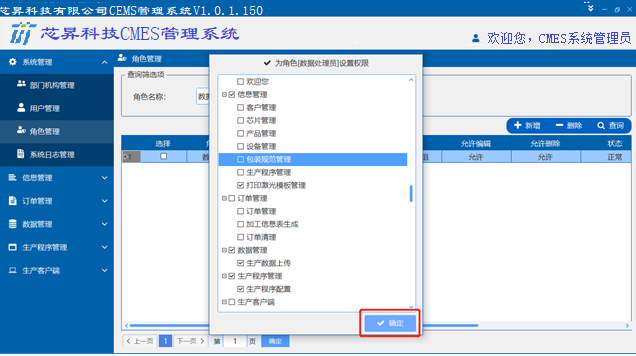 芯昇科技有限公司CEMS管理系统V1.0.1.150
芯昇科技CMES管理系统
欢迎您，CMES系统管理员
系统管理
部门机构管理
用户管理
角色管理
系统日志管理
信息管理
订单管理
数据管理
生产程序管理
生产客户端
角色管理
查询筛选项
角色名称：
新增 删除 查询
选择 允许编辑 允许删除 状态
1 允许 允许 正常
为角色[数据处理员]设置权限
欢迎您
信息管理
客户管理
芯片管理
产品管理
设备管理
包装规范管理
生产程序管理
打印激光模板管理
订单管理
订单管理
加工信息表生成
订单清理
数据管理
生产数据上传
生产程序管理
生产程序配置
生产客户端
确定
上一页 1 下一页 第 1 页 确定